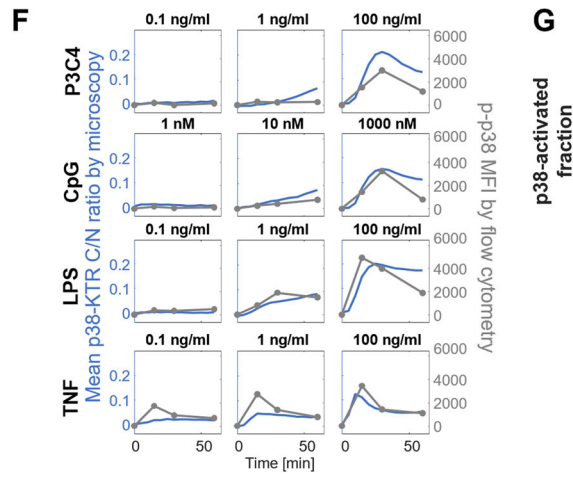 F
G
0.1 ng/ml 1 ng/ml 100 ng/ml
P3C4
0.2
0.1
0
6000
4000
2000
0
1 nM 10 nM 1000 nM
CpG
0.2
0.1
0
6000
4000
2000
0
0.1 ng/ml 1 ng/ml 100 ng/ml
LPS
0.2
0.1
0
6000
4000
2000
0
0.1 ng/ml 1 ng/ml 100 ng/ml
TNF
0.2
0.1
0
6000
4000
2000
0
0 50 0 50 0 50
Time [min]
Mean p38-KTR C/N ratio by microscopy
p-p38 MFI by flow cytometry
p38-activated
fraction